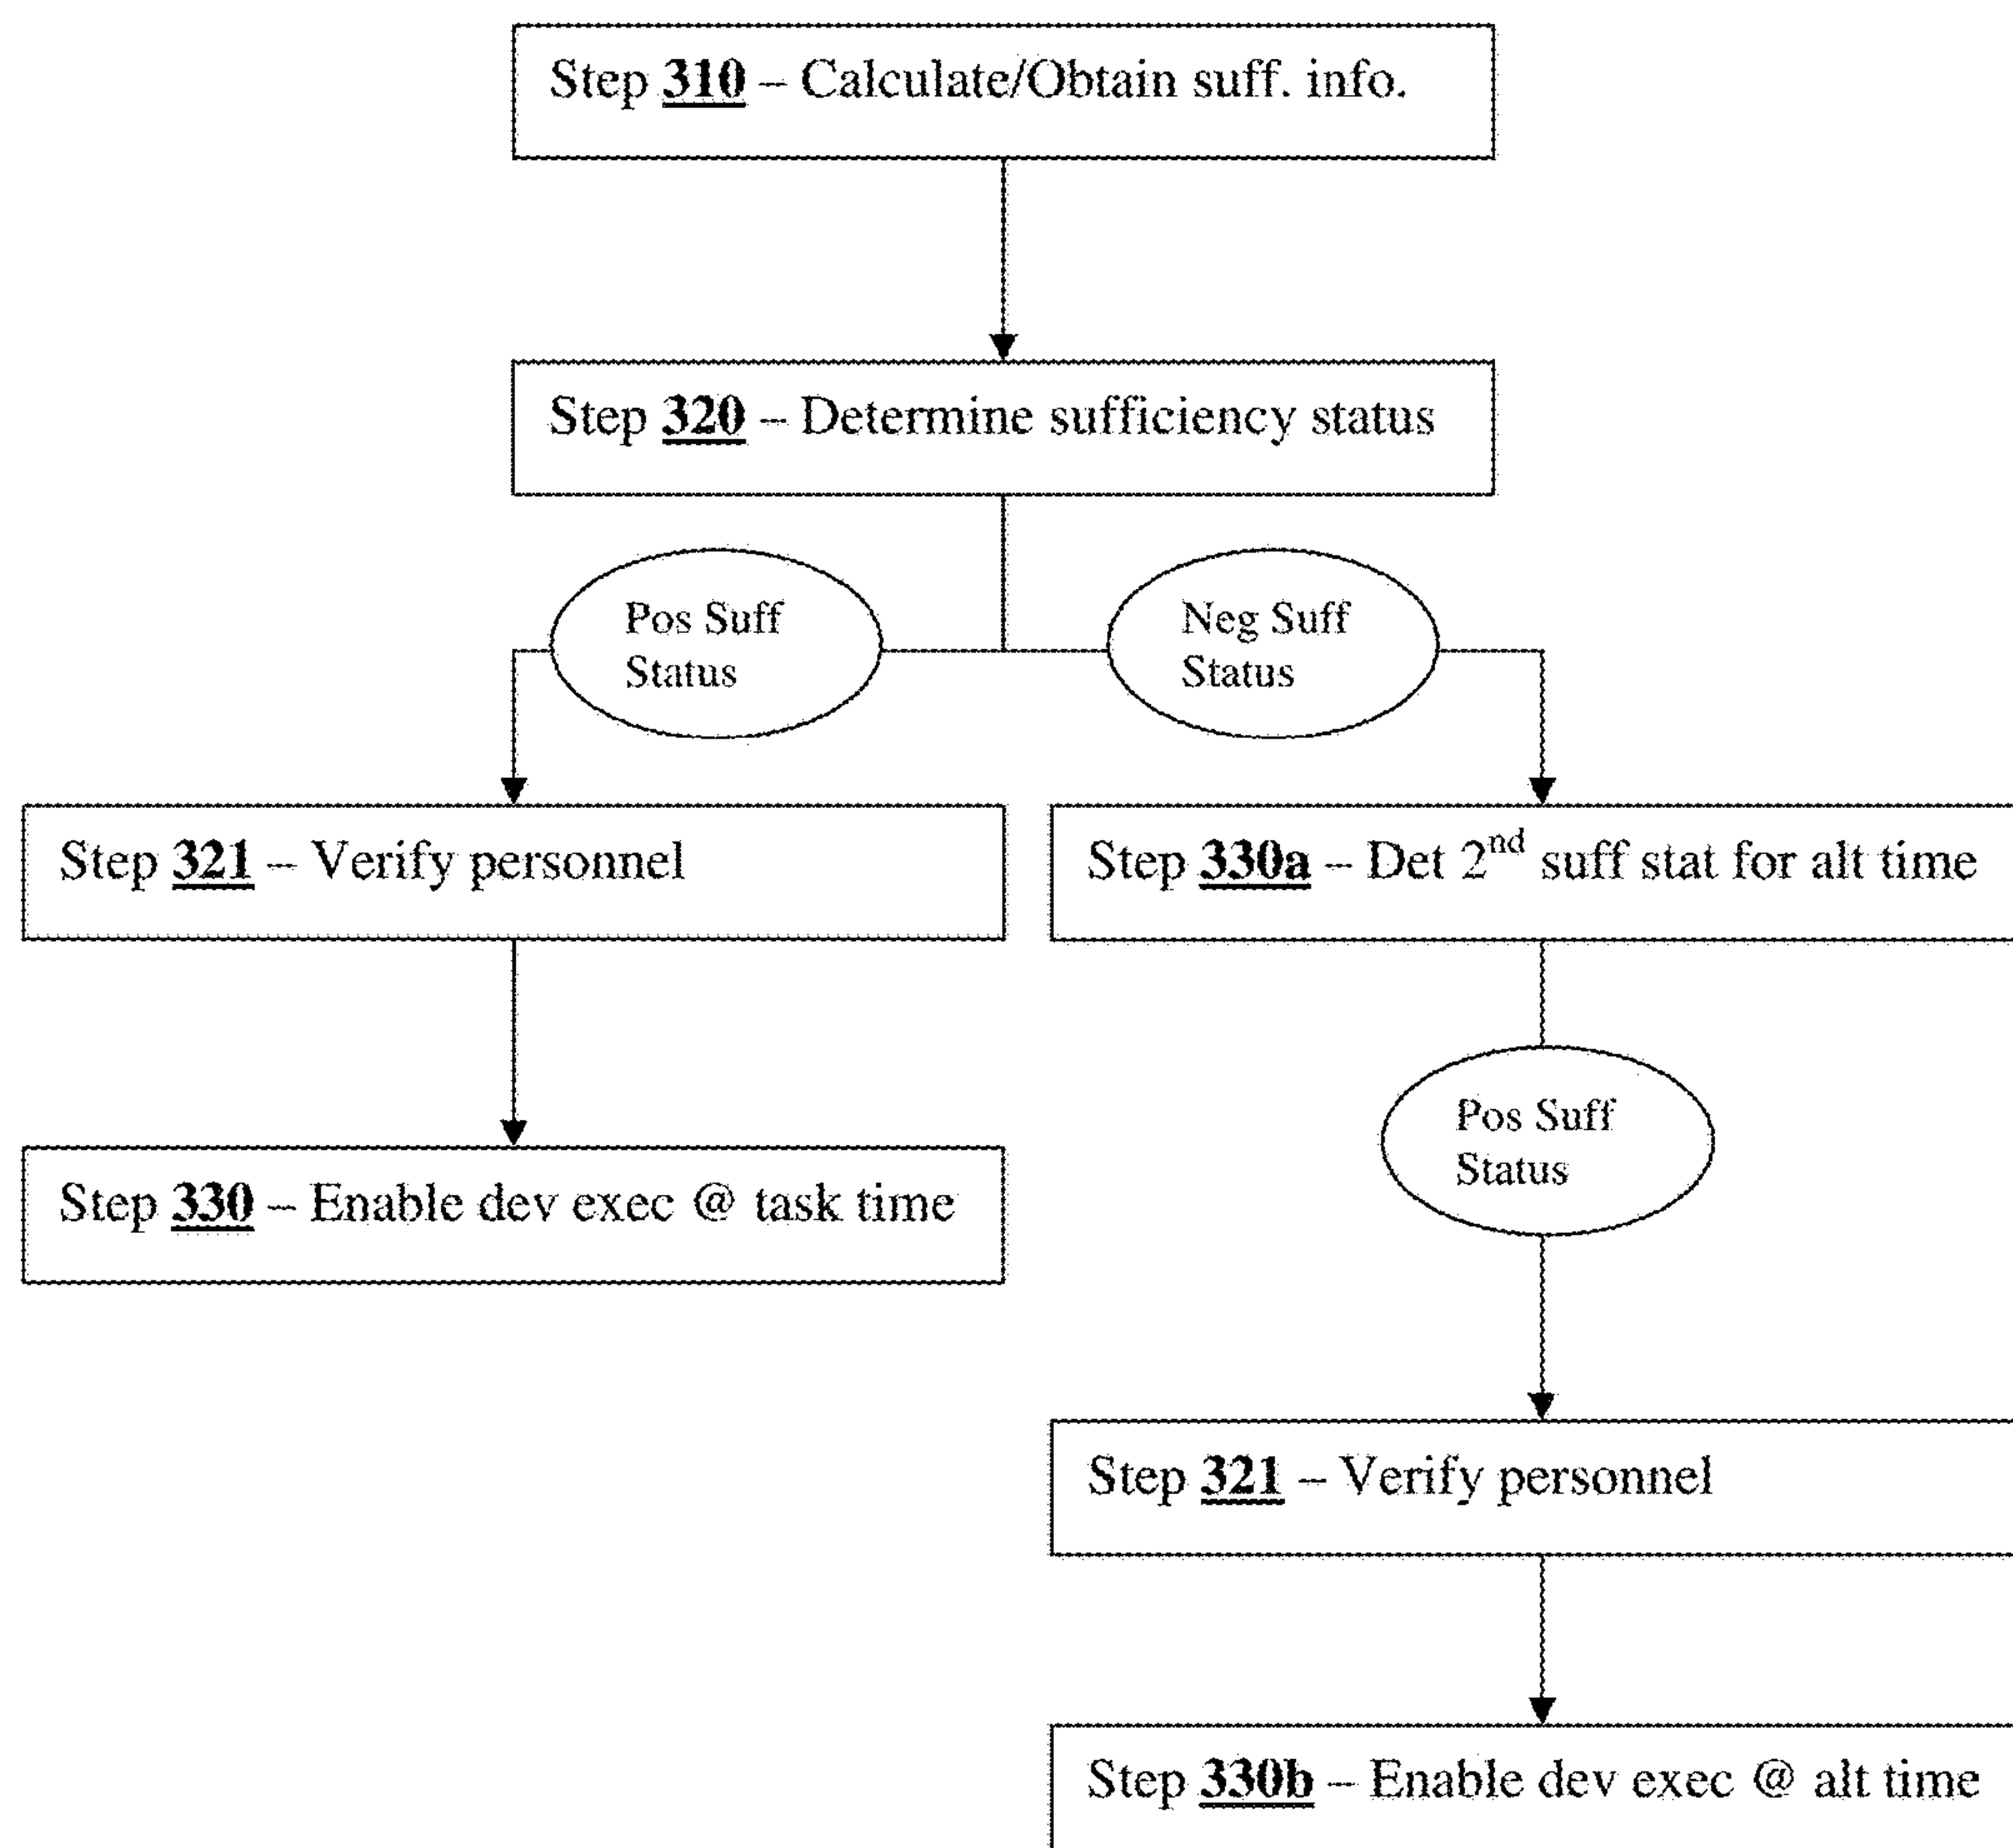 Step 310 – Calculate/Obtain suff. info.
Step 320 – Determine sufficiency status
Pos Suff
Status
Neg Suff
Status
Step 321 – Verify personnel
Step 330a – Det 2nd suff stat for alt time
Step 330 – Enable dev exec @ task time
Pos Suff
Status
Step 321 – Verify personnel
Step 330b – Enable dev exec @ alt time